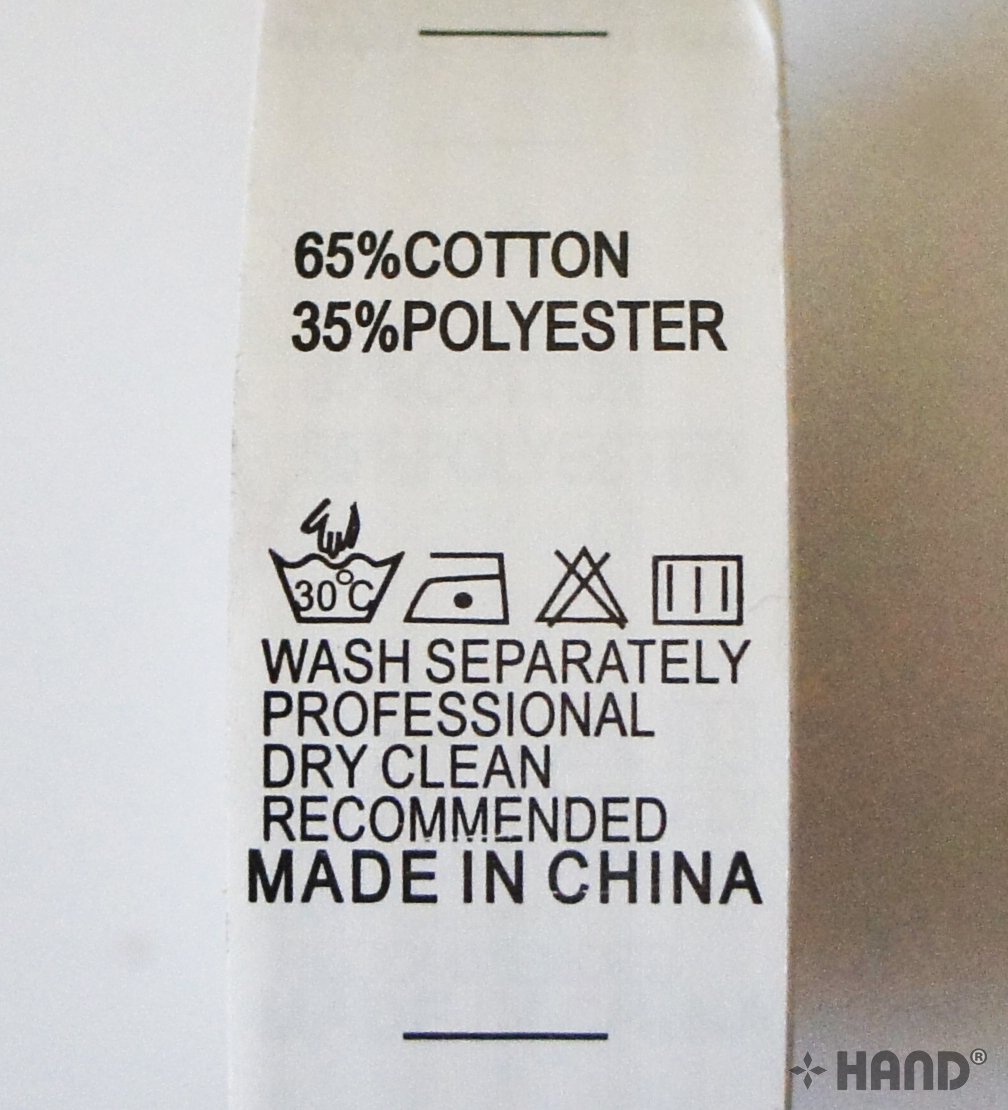 65%COTTON
35%POLYESTER
30°C
WASH SEPARATELY
PROFESSIONAL
DRY CLEAN
RECOMMENDED
MADE IN CHINA
HAND®